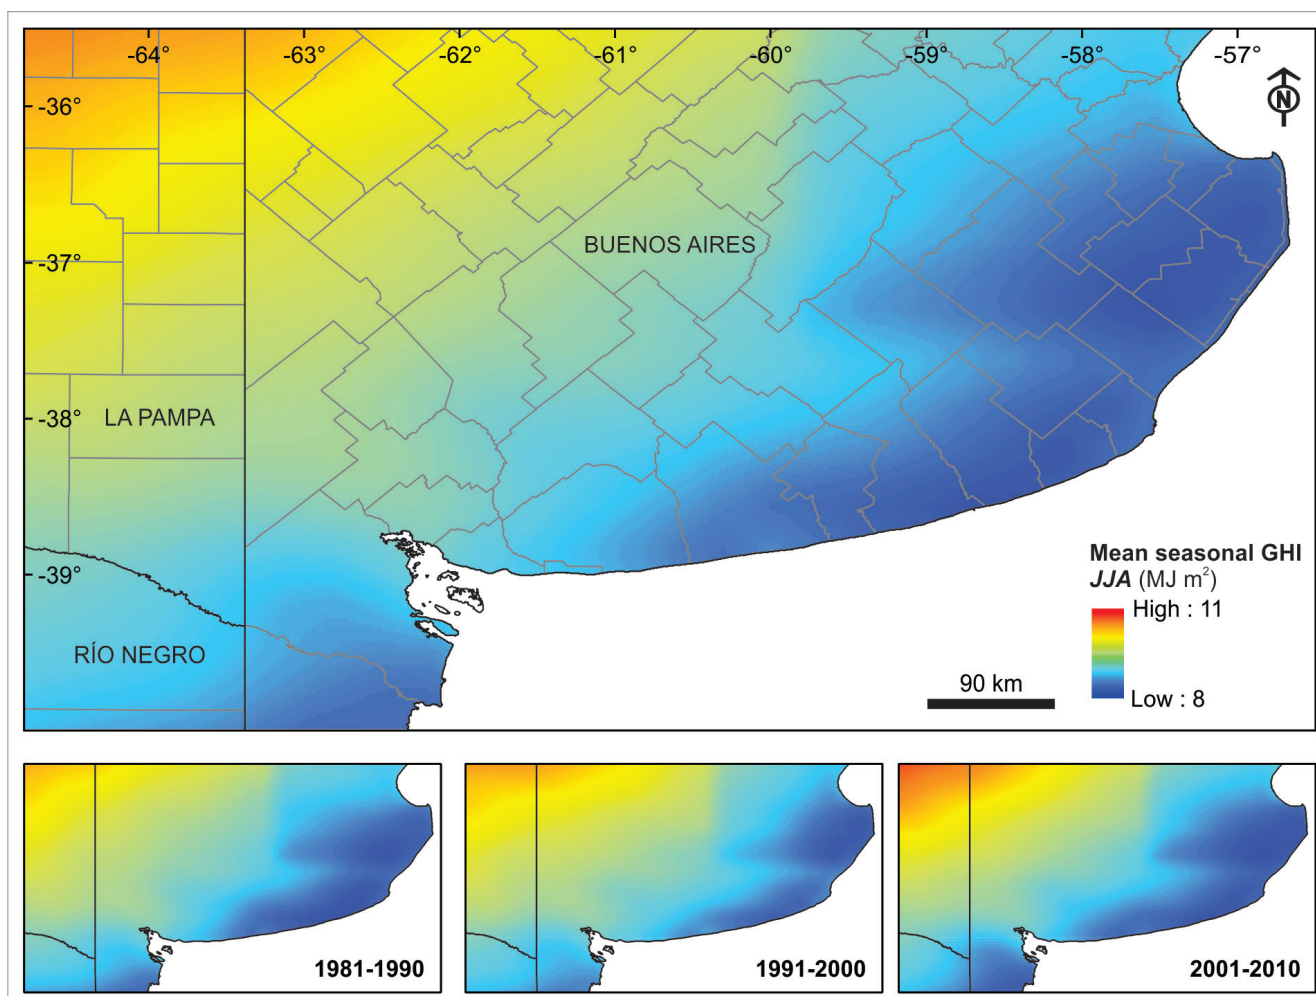 -64° -63° -62° -61° -60° -59° -58° -57°
-36°
N
BUENOS AIRES
-37°
LA PAMPA
-38°
-39°
Mean seasonal GHI
JJA (MJ m²)
High : 11
Low : 8
RÍO NEGRO
90 km
1981-1990
1991-2000
2001-2010